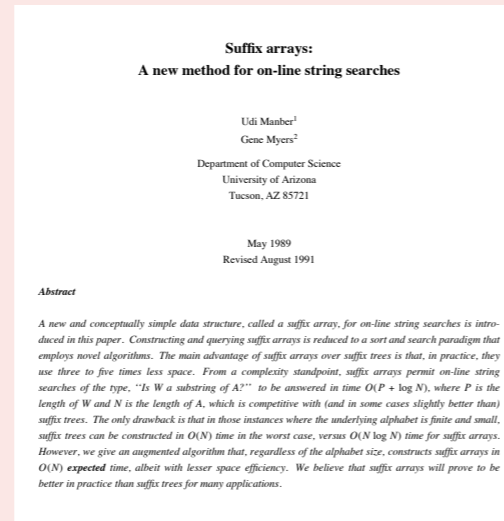 Suffix arrays:
A new method for on-line string searches
Udi Manber¹
Gene Myers²
Department of Computer Science
University of Arizona
Tucson, AZ 85721
May 1989
Revised August 1991
Abstract
A new and conceptually simple data structure, called a suffix array, for on-line string searches is intro-
duced in this paper. Constructing and querying suffix arrays is reduced to a sort and search paradigm that
employs novel algorithms. The main advantage of suffix arrays over suffix trees is that, in practice, they
use three to five times less space. From a complexity standpoint, suffix arrays permit on-line string
searches of the type, ‘‘Is W a substring of A?’’ to be answered in time O(P + log N), where P is the
length of W and N is the length of A, which is competitive with (and in some cases slightly better than)
suffix trees. The only drawback is that in those instances where the underlying alphabet is finite and small,
suffix trees can be constructed in O(N) time in the worst case, versus O(N log N) time for suffix arrays.
However, we give an augmented algorithm that, regardless of the alphabet size, constructs suffix arrays in
O(N) expected time, albeit with lesser space efficiency. We believe that suffix arrays will prove to be
better in practice than suffix trees for many applications.